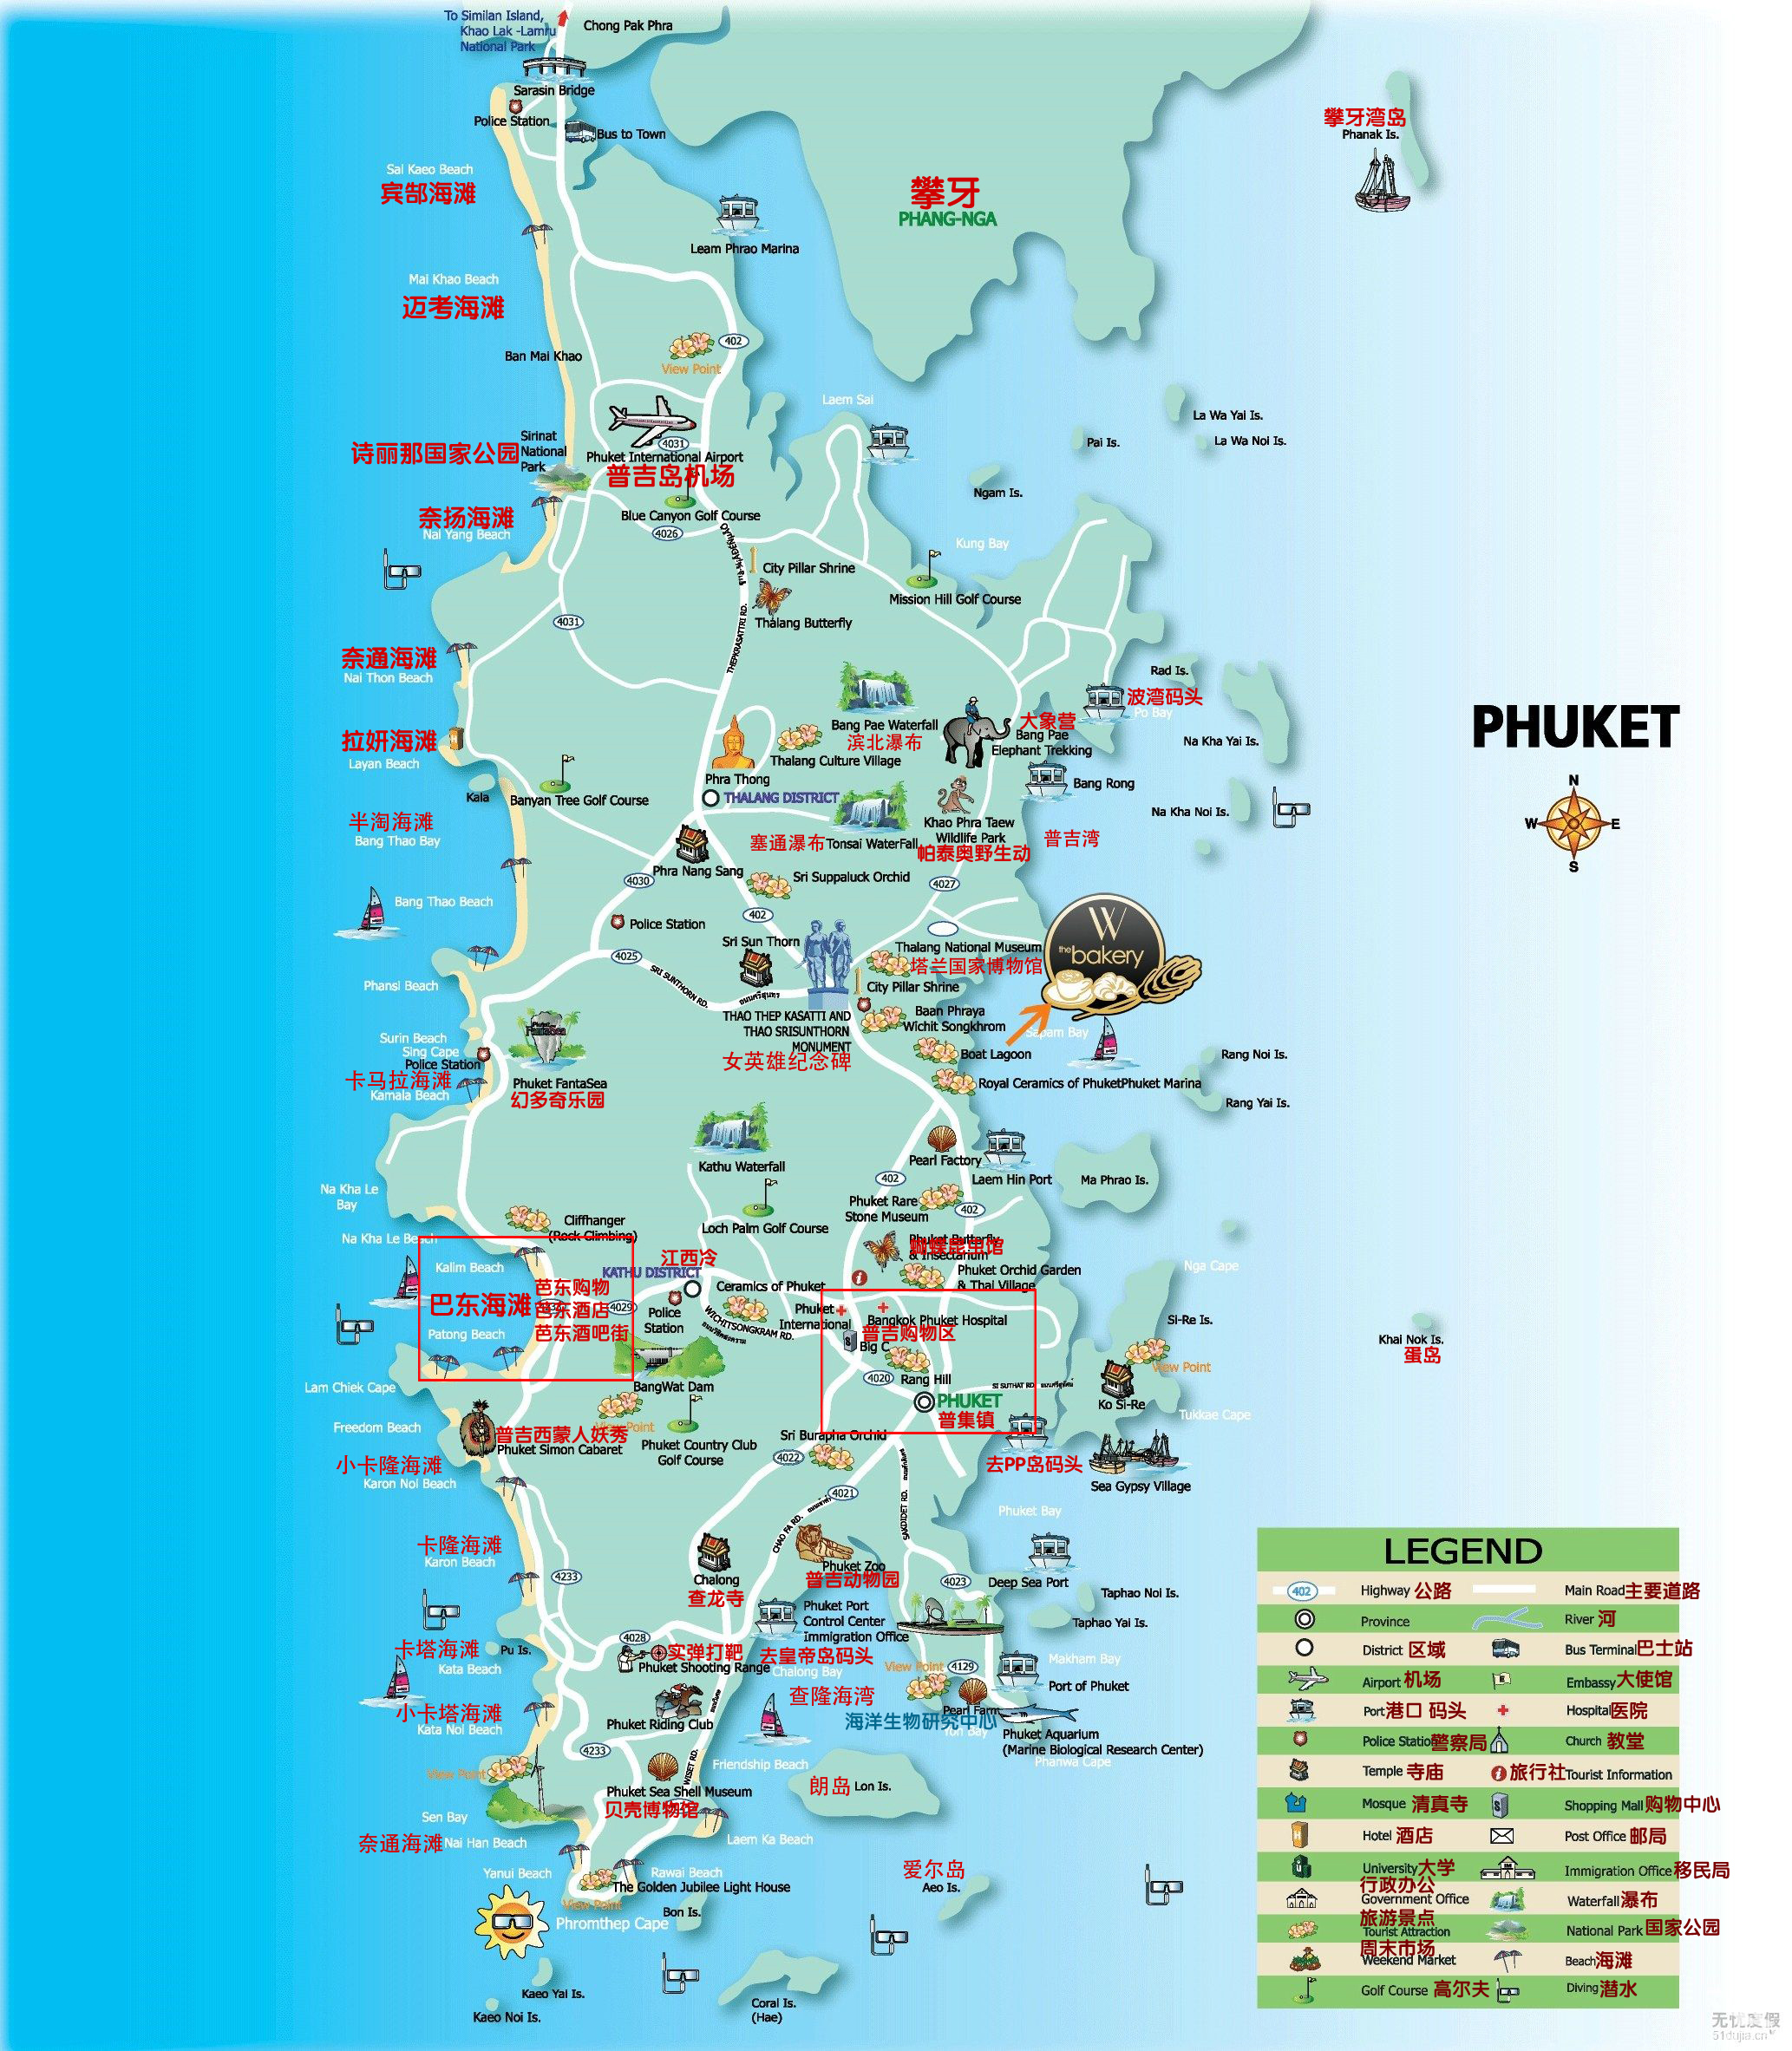 To Similan Island,
Khao Lak -Lamru
National Park
Chong Pak Phra
Sarasin Bridge
Police Station
Bus to Town
攀牙湾岛
Phanak Is.
Sai Kaeo Beach
宾郜海滩
攀牙
PHANG-NGA
Leam Phrao Marina
Mai Khao Beach
迈考海滩
402
Ban Mai Khao
View Point
Laem Sai
La Wa Yai Is.
Pai Is.
La Wa Noi Is.
诗丽那国家公园
Sirinat
National
Park
4031
Phuket International Airport
普吉岛机场
Ngam Is.
奈扬海滩
Nai Yang Beach
Blue Canyon Golf Course
4026
Kung Bay
City Pillar Shrine
Mission Hill Golf Course
Thalang Butterfly
4031
THEPKRASATTRI RD.
奈通海滩
Nai Thon Beach
Rad Is.
波湾码头
Po Bay
Bang Pae Waterfall
滨北瀑布
大象营
Bang Pae
Elephant Trekking
Na Kha Yai Is.
PHUKET
拉妍海滩
Layan Beach
Thalang Culture Village
Phra Thong
Bang Rong
N
W
E
S
Kala
Banyan Tree Golf Course
THALANG DISTRICT
Na Kha Noi Is.
半淘海滩
Bang Thao Bay
Khao Phra Taew
Wildlife Park
帕泰奥野生动
塞通瀑布
Tonsai WaterFall
普吉湾
Phra Nang Sang
4030
Sri Suppaluck Orchid
4027
Bang Thao Beach
402
Police Station
W
the bakery
Sri Sun Thorn
Thalang National Museum
塔兰国家博物馆
4025
SRI SUNTHORN RD.
ถนนศรีสุนทร
City Pillar Shrine
Phansi Beach
THAO THEP KASATTI AND
THAO SRISUNTHORN
MONUMENT
女英雄纪念碑
Baan Phraya
Wichit Songkhrom
Sapam Bay
Surin Beach
Sing Cape
Police Station
Boat Lagoon
Rang Noi Is.
卡马拉海滩
Kamala Beach
Phuket FantaSea
幻多奇乐园
Royal Ceramics of Phuket
Phuket Marina
Rang Yai Is.
Kathu Waterfall
Pearl Factory
Laem Hin Port
Ma Phrao Is.
402
Na Kha Le
Bay
Phuket Rare
Stone Museum
402
Cliffhanger
(Rock Climbing)
Loch Palm Golf Course
Na Kha Le Beach
Phuket Butterfly
& Insectarium
蝴蝶昆虫馆
江西冷
KATHU DISTRICT
Kalim Beach
Phuket Orchid Garden
& Thai Village
Nga Cape
巴东海滩
芭东购物
芭东酒店
芭东酒吧街
4029
Police
Station
Ceramics of Phuket
WICHITSONGKRAM RD.
Phuket
International
Bangkok Phuket Hospital
普吉购物区
Big C
Si-Re Is.
Patong Beach
Khai Nok Is.
蛋岛
View Point
Lam Chiek Cape
BangWat Dam
4020
Rang Hill
SI SUTHAT RD.
PHUKET
普集镇
Ko Si-Re
Tukkae Cape
Freedom Beach
普吉西蒙人妖秀
Phuket Simon Cabaret
View Point
Phuket Country Club
Golf Course
Sri Burapha Orchid
4022
小卡隆海滩
Karon Noi Beach
去PP岛码头
Sea Gypsy Village
4021
CHAO FA RD.
SAKDIDET RD.
Phuket Bay
卡隆海滩
Karon Beach
4233
Chalong
查龙寺
Phuket Zoo
普吉动物园
4023
Deep Sea Port
Taphao Noi Is.
Taphao Yai Is.
Phuket Port
Control Center
Immigration Office
去皇帝岛码头
Chalong Bay
4028
实弹打靶
Phuket Shooting Range
卡塔海滩
Kata Beach
Pu Is.
View Point
4129
Makham Bay
Port of Phuket
查隆海湾
小卡塔海滩
Kata Noi Beach
Phuket Riding Club
Pearl Farm
海洋生物研究中心
Yon Bay
Phuket Aquarium
(Marine Biological Research Center)
Phanwa Cape
4233
WISET RD.
Friendship Beach
View Point
Phuket Sea Shell Museum
贝壳博物馆
朗岛
Lon Is.
Sen Bay
奈通海滩
Nai Han Beach
Laem Ka Beach
Yanui Beach
Rawai Beach
The Golden Jubilee Light House
View Point
Phromthep Cape
Bon Is.
爱尔岛
Aeo Is.
Kaeo Yai Is.
Kaeo Noi Is.
Coral Is.
(Hae)
LEGEND
402
Highway 公路
Main Road主要道路
Province
River 河
District 区域
Bus Terminal巴士站
Airport 机场
Embassy大使馆
Port港口 码头
Hospital医院
Police Station警察局
Church 教堂
Temple 寺庙
旅行社Tourist Information
Mosque 清真寺
Shopping Mall购物中心
Hotel 酒店
Post Office 邮局
University大学
Immigration Office移民局
行政办公
Government Office
Waterfall瀑布
旅游景点
Tourist Attraction
National Park国家公园
周末市场
Weekend Market
Beach海滩
Golf Course 高尔夫
Diving潜水
无忧度假
51dujia.cn